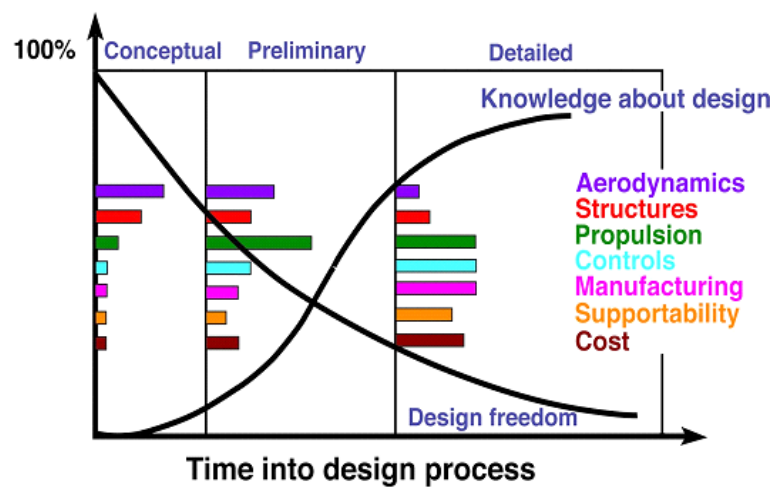 100%
Conceptual
Preliminary
Detailed
Knowledge about design
Aerodynamics
Structures
Propulsion
Controls
Manufacturing
Supportability
Cost
Design freedom
Time into design process